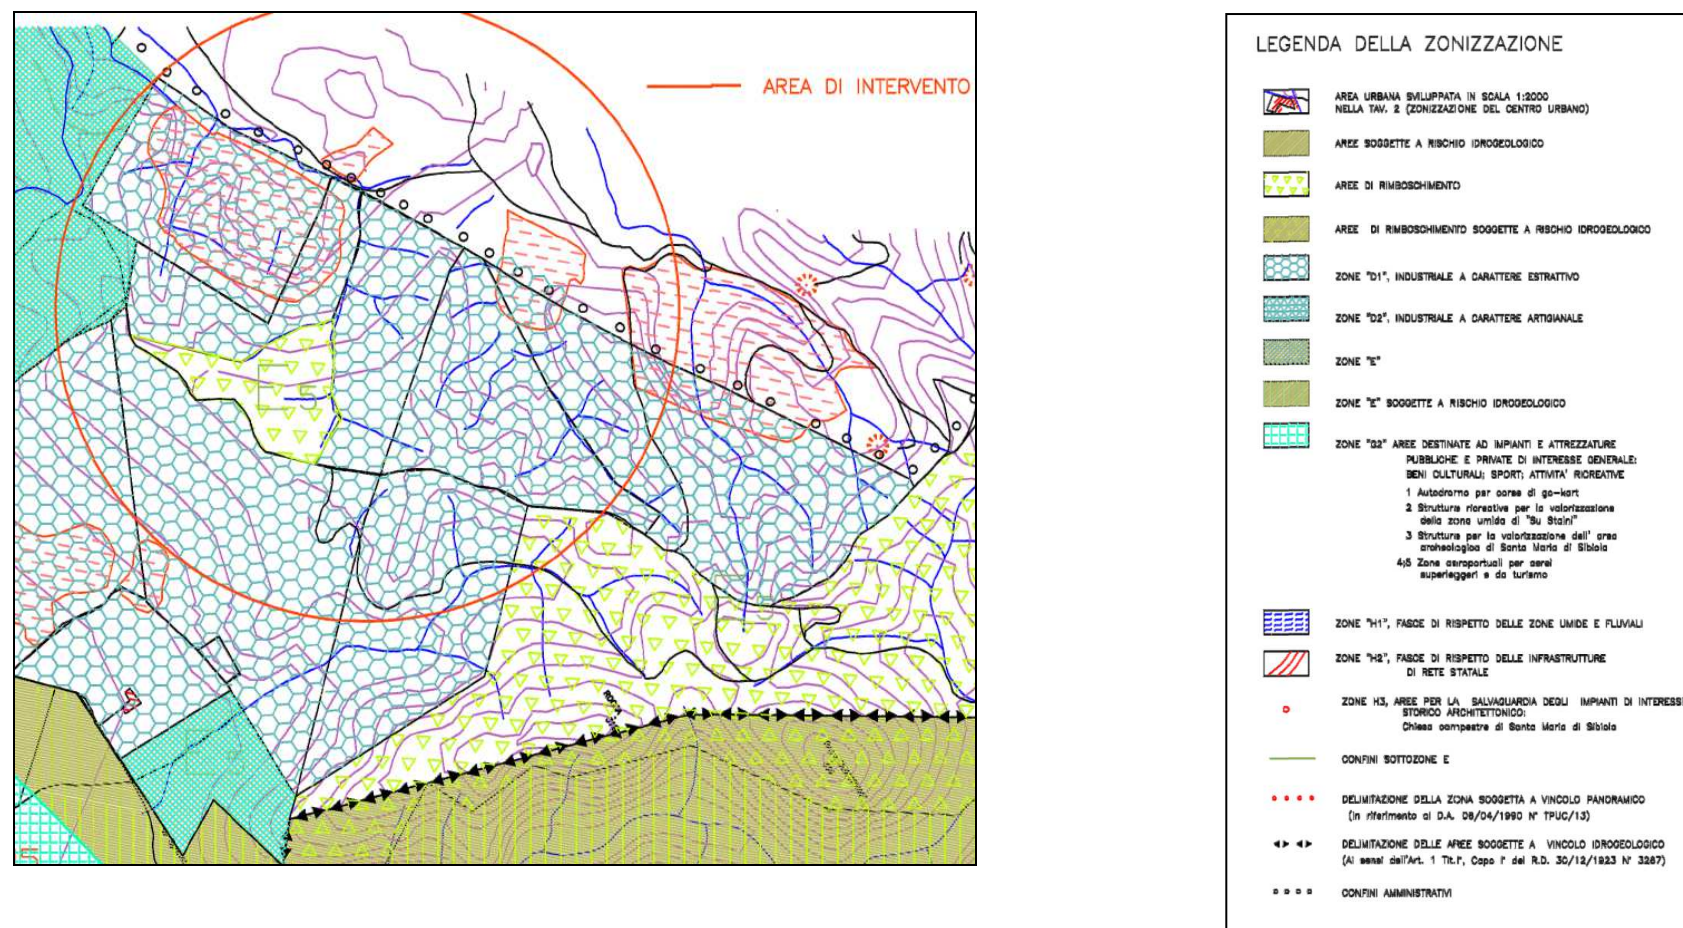 AREA DI INTERVENTO
5
5
5
LEGENDA DELLA ZONIZZAZIONE
AREA URBANA SVILUPPATA IN SCALA 1:2000
NELLA TAV. 2 (ZONIZZAZIONE DEL CENTRO URBANO)
AREE SOGGETTE A RISCHIO IDROGEOLOGICO
AREE DI RIMBOSCHIMENTO
AREE DI RIMBOSCHIMENTO SOGGETTE A RISCHIO IDROGEOLOGICO
ZONE "D1", INDUSTRIALE A CARATTERE ESTRATTIVO
ZONE "D2", INDUSTRIALE A CARATTERE ARTIGIANALE
ZONE "E"
ZONE "E" SOGGETTE A RISCHIO IDROGEOLOGICO
ZONE "G2" AREE DESTINATE AD IMPIANTI E ATTREZZATURE
PUBBLICHE E PRIVATE DI INTERESSE GENERALE:
BENI CULTURALI; SPORT; ATTIVITA' RICREATIVE
1 Autodromo per corse di go-kart
2 Strutture ricreative per la valorizzazione
della zona umida di "Su Staini"
3 Strutture per la valorizzazione dell' area
archeologica di Santa Maria di Sibiola
4;5 Zone aeroportuali per aerei
superleggeri e da turismo
ZONE "H1", FASCE DI RISPETTO DELLE ZONE UMIDE E FLUVIALI
ZONE "H2", FASCE DI RISPETTO DELLE INFRASTRUTTURE
DI RETE STATALE
ZONE H3, AREE PER LA SALVAGUARDIA DEGLI IMPIANTI DI INTERESSE
STORICO ARCHITETTONICO:
Chiesa campestre di Santa Maria di Sibiola
CONFINI SOTTOZONE E
DELIMITAZIONE DELLA ZONA SOGGETTA A VINCOLO PANORAMICO
(in riferimento al D.A. 06/04/1990 N° TPUC/13)
DELIMITAZIONE DELLE AREE SOGGETTE A VINCOLO IDROGEOLOGICO
(Ai sensi dell'Art. 1 Tit.I°, Capo I° del R.D. 30/12/1923 N° 3267)
CONFINI AMMINISTRATIVI